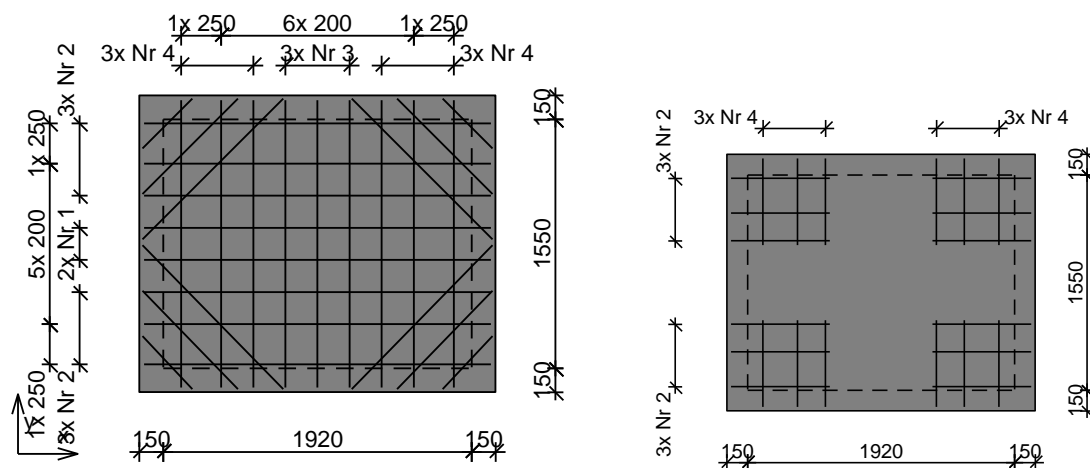 1x 250 6x 200 1x 250
3x Nr 4 3x Nr 3 3x Nr 4
3x Nr 2
1x 250
2x Nr 1
5x 200
3x Nr 2
1x 250
y
x
150
1550
150
150 1920 150
3x Nr 4 3x Nr 4
3x Nr 2
3x Nr 2
150
1550
150
150 1920 150